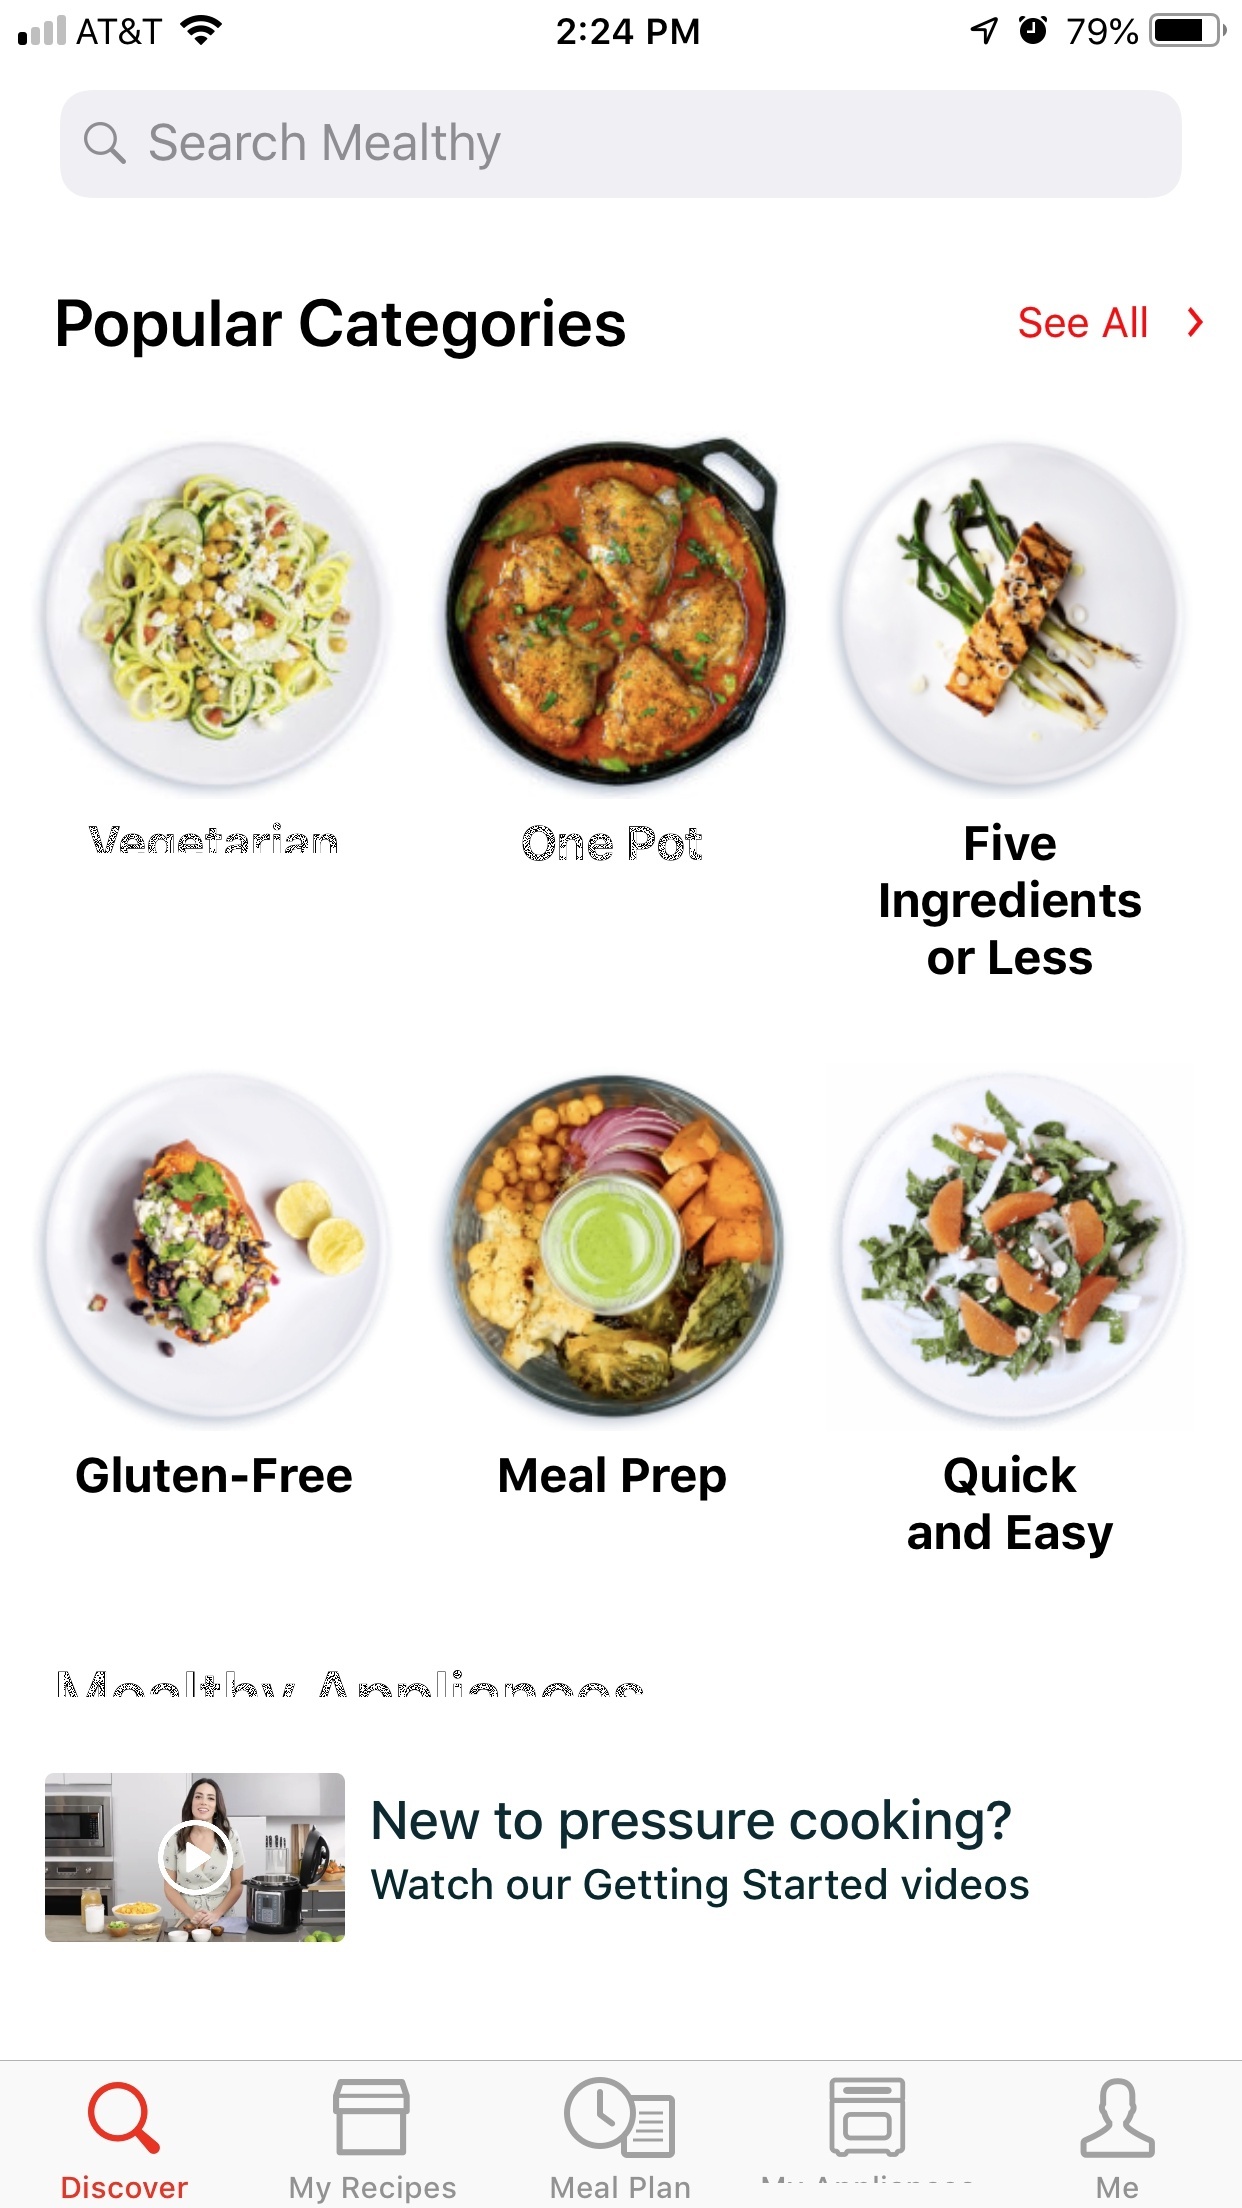 AT&T 2:24 PM 79%
Search Mealthy
Popular Categories
See All
Vegetarian
One Pot
Five
Ingredients
or Less
Gluten-Free
Meal Prep
Quick
and Easy
Mealthy Appliances
New to pressure cooking?
Watch our Getting Started videos
Discover
My Recipes
Meal Plan
Me